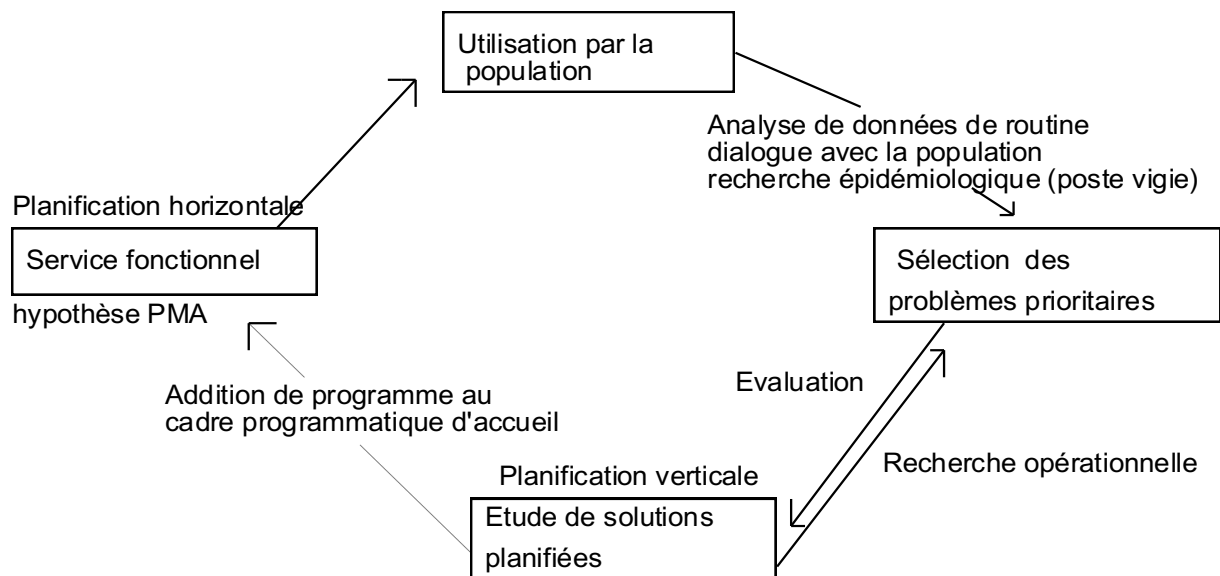 Utilisation par la
population
Analyse de données de routine
dialogue avec la population
recherche épidémiologique (poste vigie)
Planification horizontale
Service fonctionnel
hypothèse PMA
Sélection des
problèmes prioritaires
Evaluation
Addition de programme au
cadre programmatique d'accueil
Recherche opérationnelle
Planification verticale
Etude de solutions
planifiées